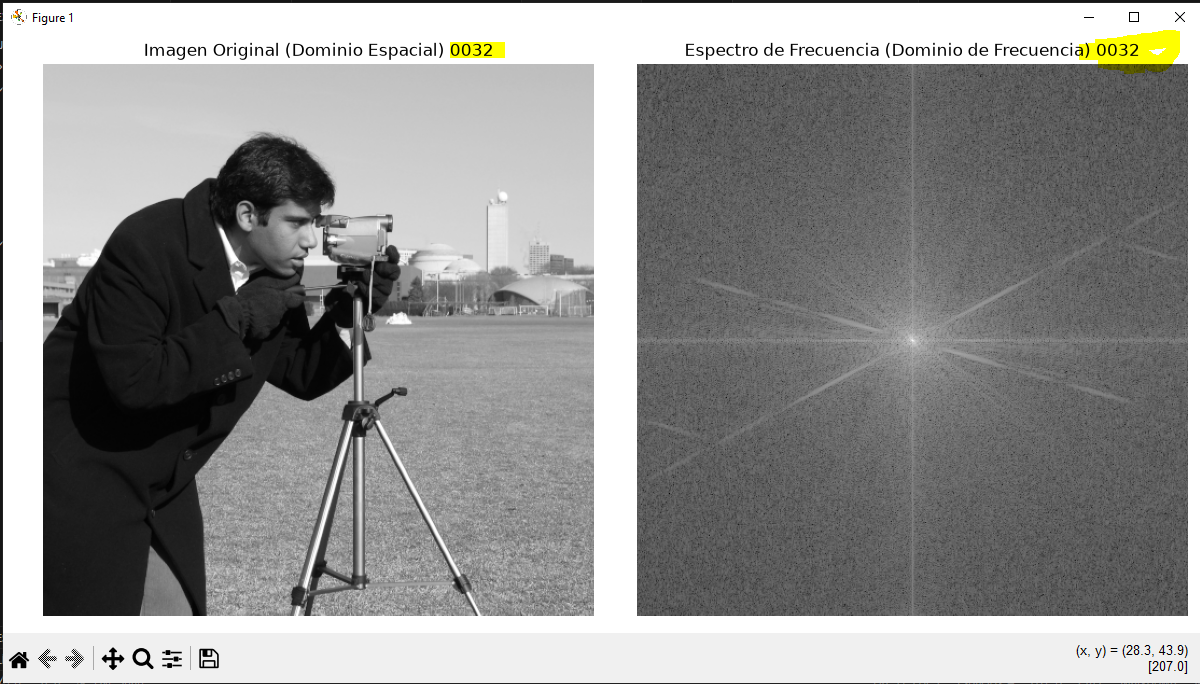 Figure 1
Imagen Original (Dominio Espacial) 0032
Espectro de Frecuencia (Dominio de Frecuencia) 0032
(x, y) = (28.3, 43.9)
[207.0]